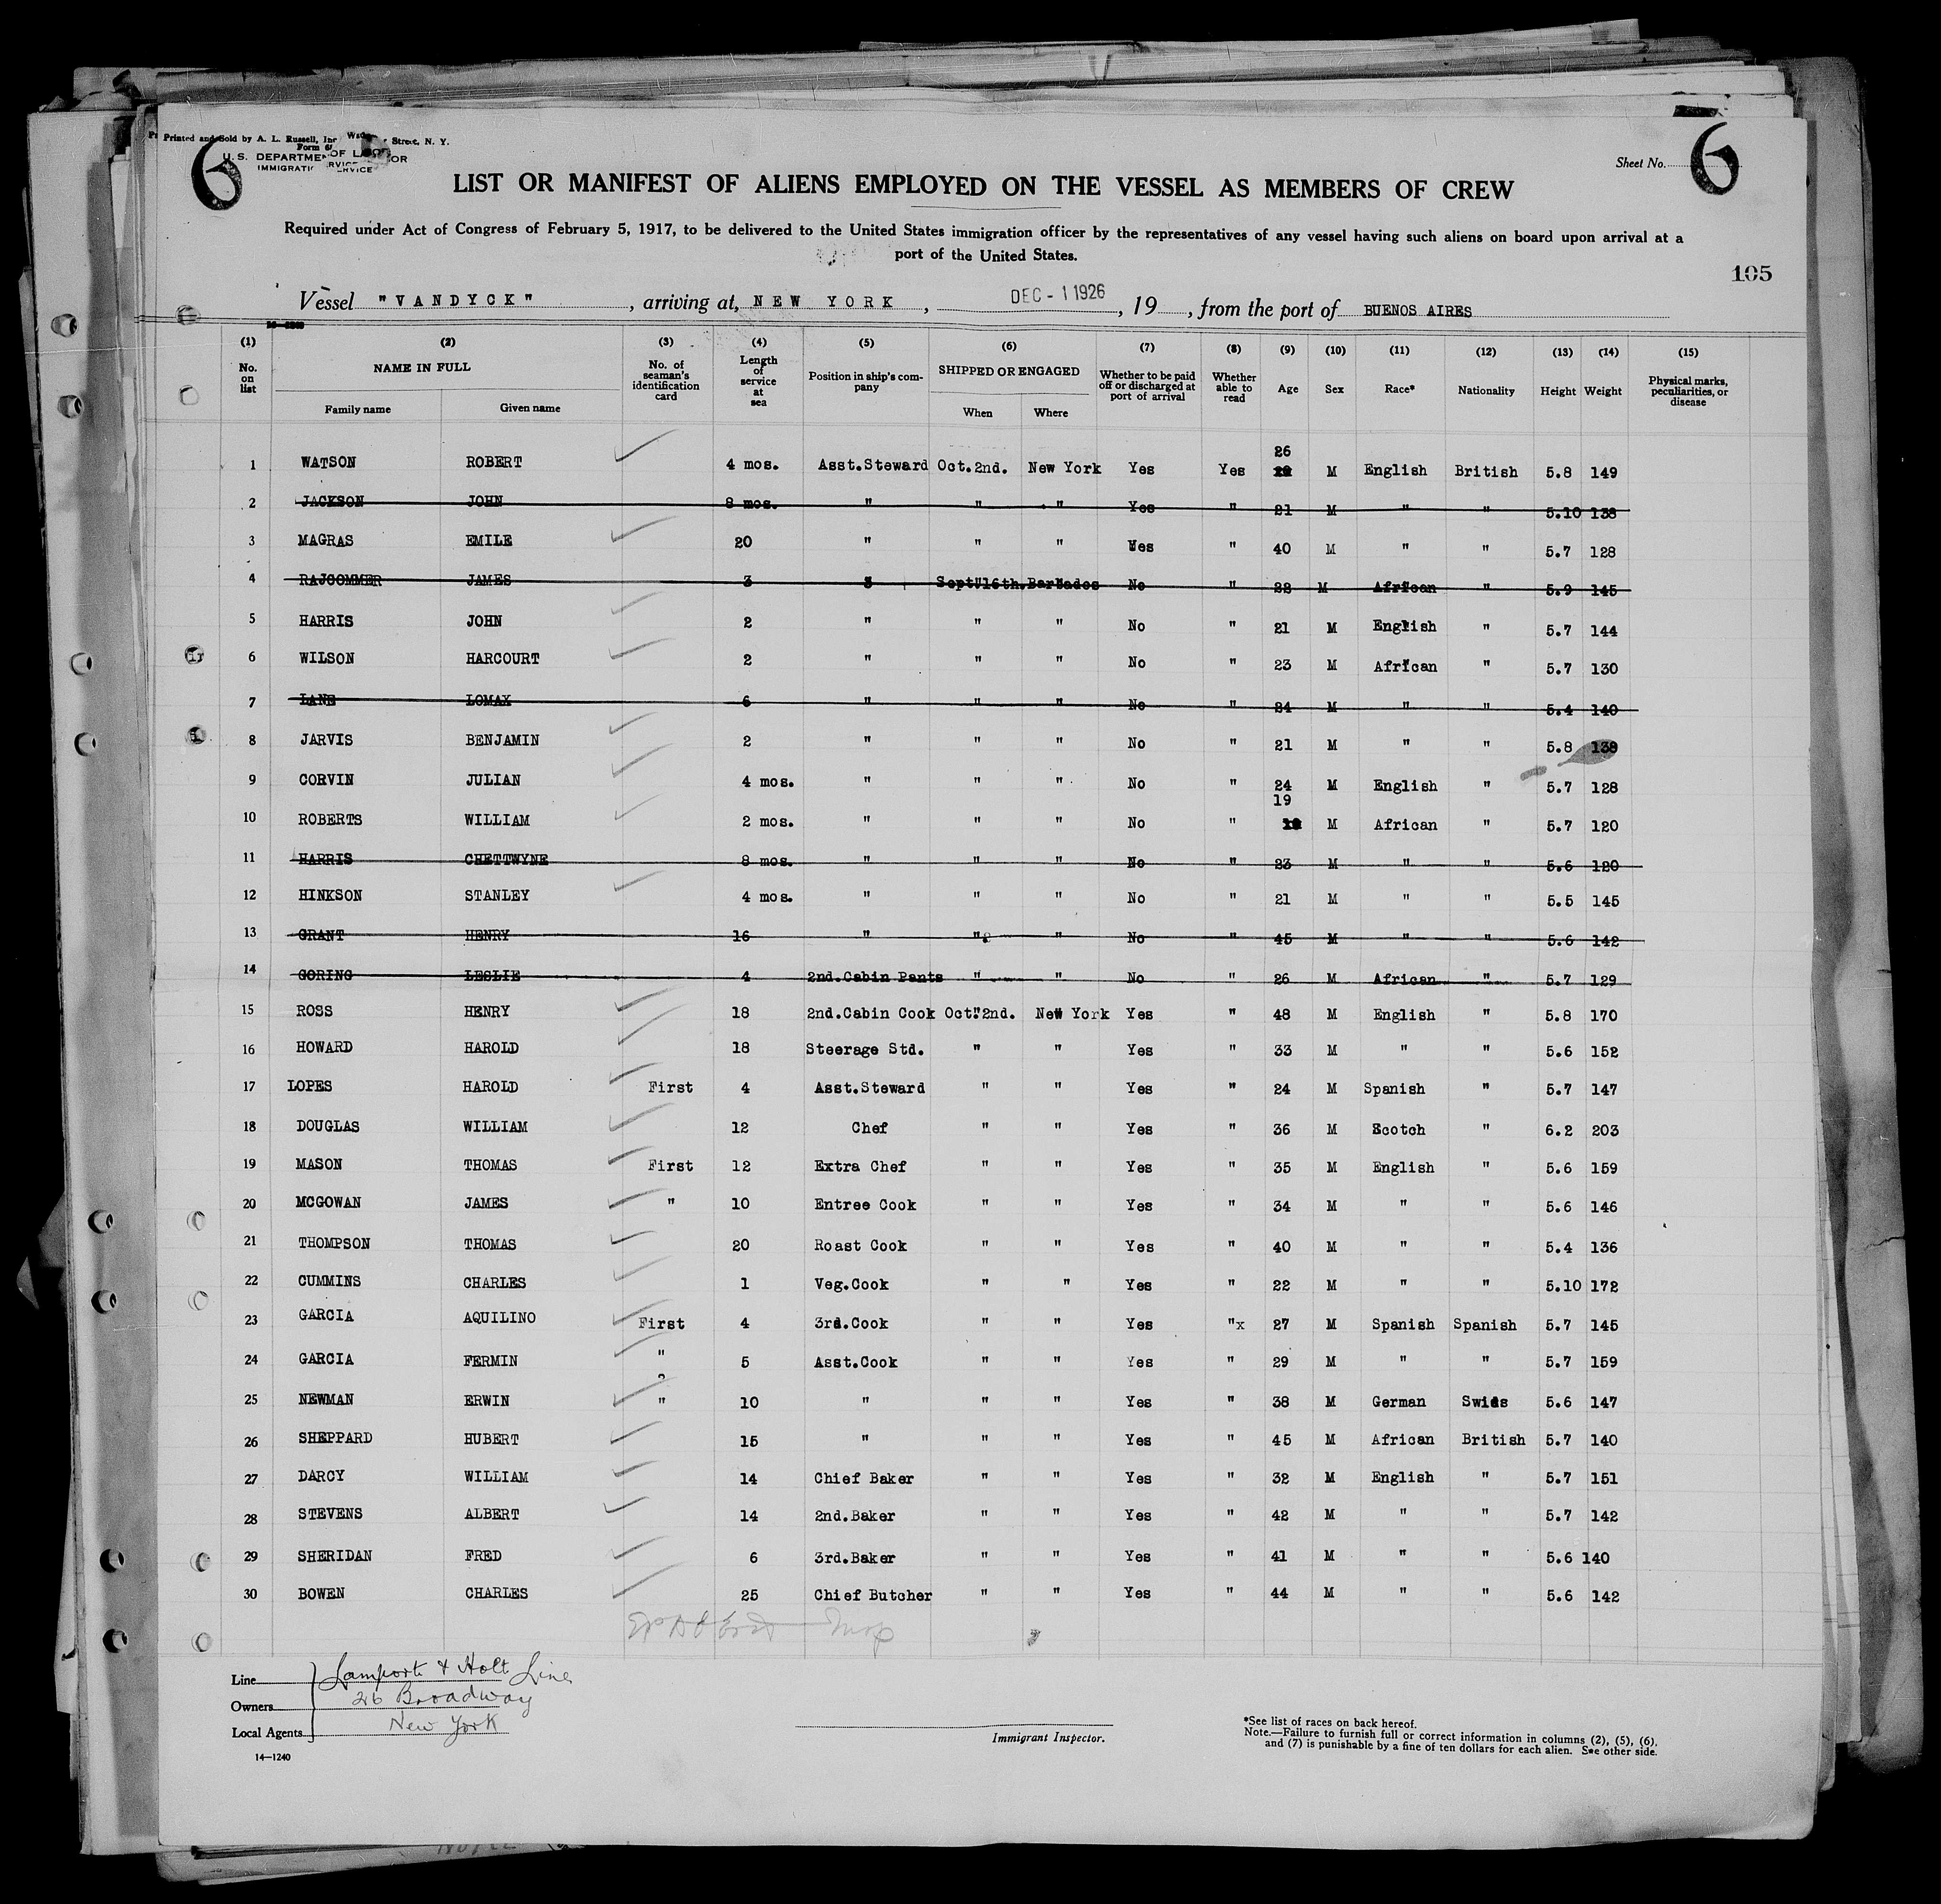 Printed and Sold by A. L. Russell, Inc Street, N. Y.
Form
U. S. DEPARTMENT OF LABOR
IMMIGRATION SERVICE
6
Sheet No. 6
LIST OR MANIFEST OF ALIENS EMPLOYED ON THE VESSEL AS MEMBERS OF CREW
Required under Act of Congress of February 5, 1917, to be delivered to the United States immigration officer by the representatives of any vessel having such aliens on board upon arrival at a
port of the United States.
105
Vessel "VANDYCK", arriving at, NEW YORK, DEC - 1 1926, 19, from the port of BUENOS AIRES
(1) (2) (3) (4) (5) (6) (7) (8) (9) (10) (11) (12) (13) (14) (15)
No. on list NAME IN FULL No. of seaman's identification card Length of service at sea Position in ship's company SHIPPED OR ENGAGED Whether to be paid off or discharged at port of arrival Whether able to read Age Sex Race* Nationality Height Weight Physical marks, peculiarities, or disease
Family name Given name When Where
26
1 WATSON ROBERT 4 mos. Asst.Steward Oct.2nd. New York Yes Yes M English British 5.8 149
2 JACKSON JOHN 8 mos. " " " Yes " 21 M " " 5.10 138
3 MAGRAS EMILE 20 " " " Yes " 40 M " " 5.7 128
4 RAJCOMMER JAMES 3 " Sept.16th. Barbados No " 22 M African " 5.9 145
5 HARRIS JOHN 2 " " " No " 21 M English " 5.7 144
6 WILSON HARCOURT 2 " " " No " 23 M African " 5.7 130
7 LANE LOMAX 6 " " " No " 24 M " " 5.4 140
8 JARVIS BENJAMIN 2 " " " No " 21 M " " 5.8 138
9 CORVIN JULIAN 4 mos. " " " No " 24 M English " 5.7 128
19
10 ROBERTS WILLIAM 2 mos. " " " No " M African " 5.7 120
11 HARRIS CHETTWYNE 8 mos. " " " No " 23 M " " 5.6 120
12 HINKSON STANLEY 4 mos. " " " No " 21 M " " 5.5 145
13 GRANT HENRY 16 " " " No " 45 M " " 5.6 142
14 GORING LESLIE 4 2nd.Cabin Pants " " No " 26 M African " 5.7 129
15 ROSS HENRY 18 2nd.Cabin Cook Oct.2nd. New York Yes " 48 M English " 5.8 170
16 HOWARD HAROLD 18 Steerage Std. " " Yes " 33 M " " 5.6 152
17 LOPES HAROLD First 4 Asst.Steward " " Yes " 24 M Spanish " 5.7 147
18 DOUGLAS WILLIAM 12 Chef " " Yes " 36 M Scotch " 6.2 203
19 MASON THOMAS First 12 Extra Chef " " Yes " 35 M English " 5.6 159
20 MCGOWAN JAMES " 10 Entree Cook " " Yes " 34 M " " 5.6 146
21 THOMPSON THOMAS 20 Roast Cook " " Yes " 40 M " " 5.4 136
22 CUMMINS CHARLES 1 Veg.Cook " " Yes " 22 M " " 5.10 172
23 GARCIA AQUILINO First 4 3rd.Cook " " Yes "x 27 M Spanish Spanish 5.7 145
24 GARCIA FERMIN " 5 Asst.Cook " " Yes " 29 M " " 5.7 159
25 NEWMAN ERWIN " 10 " " " Yes " 38 M German Swiss 5.6 147
26 SHEPPARD HUBERT 15 " " " Yes " 45 M African British 5.7 140
27 DARCY WILLIAM 14 Chief Baker " " Yes " 32 M English " 5.7 151
28 STEVENS ALBERT 14 2nd.Baker " " Yes " 42 M " " 5.7 142
29 SHERIDAN FRED 6 3rd.Baker " " Yes " 41 M " " 5.6 140
30 BOWEN CHARLES 25 Chief Butcher " " Yes " 44 M " " 5.6 142
Line Lamport & Holt Line
Owners 26 Broadway
Local Agents New York
14—1240
Immigrant Inspector.
*See list of races on back hereof.
Note.—Failure to furnish full or correct information in columns (2), (5), (6),
and (7) is punishable by a fine of ten dollars for each alien. See other side.